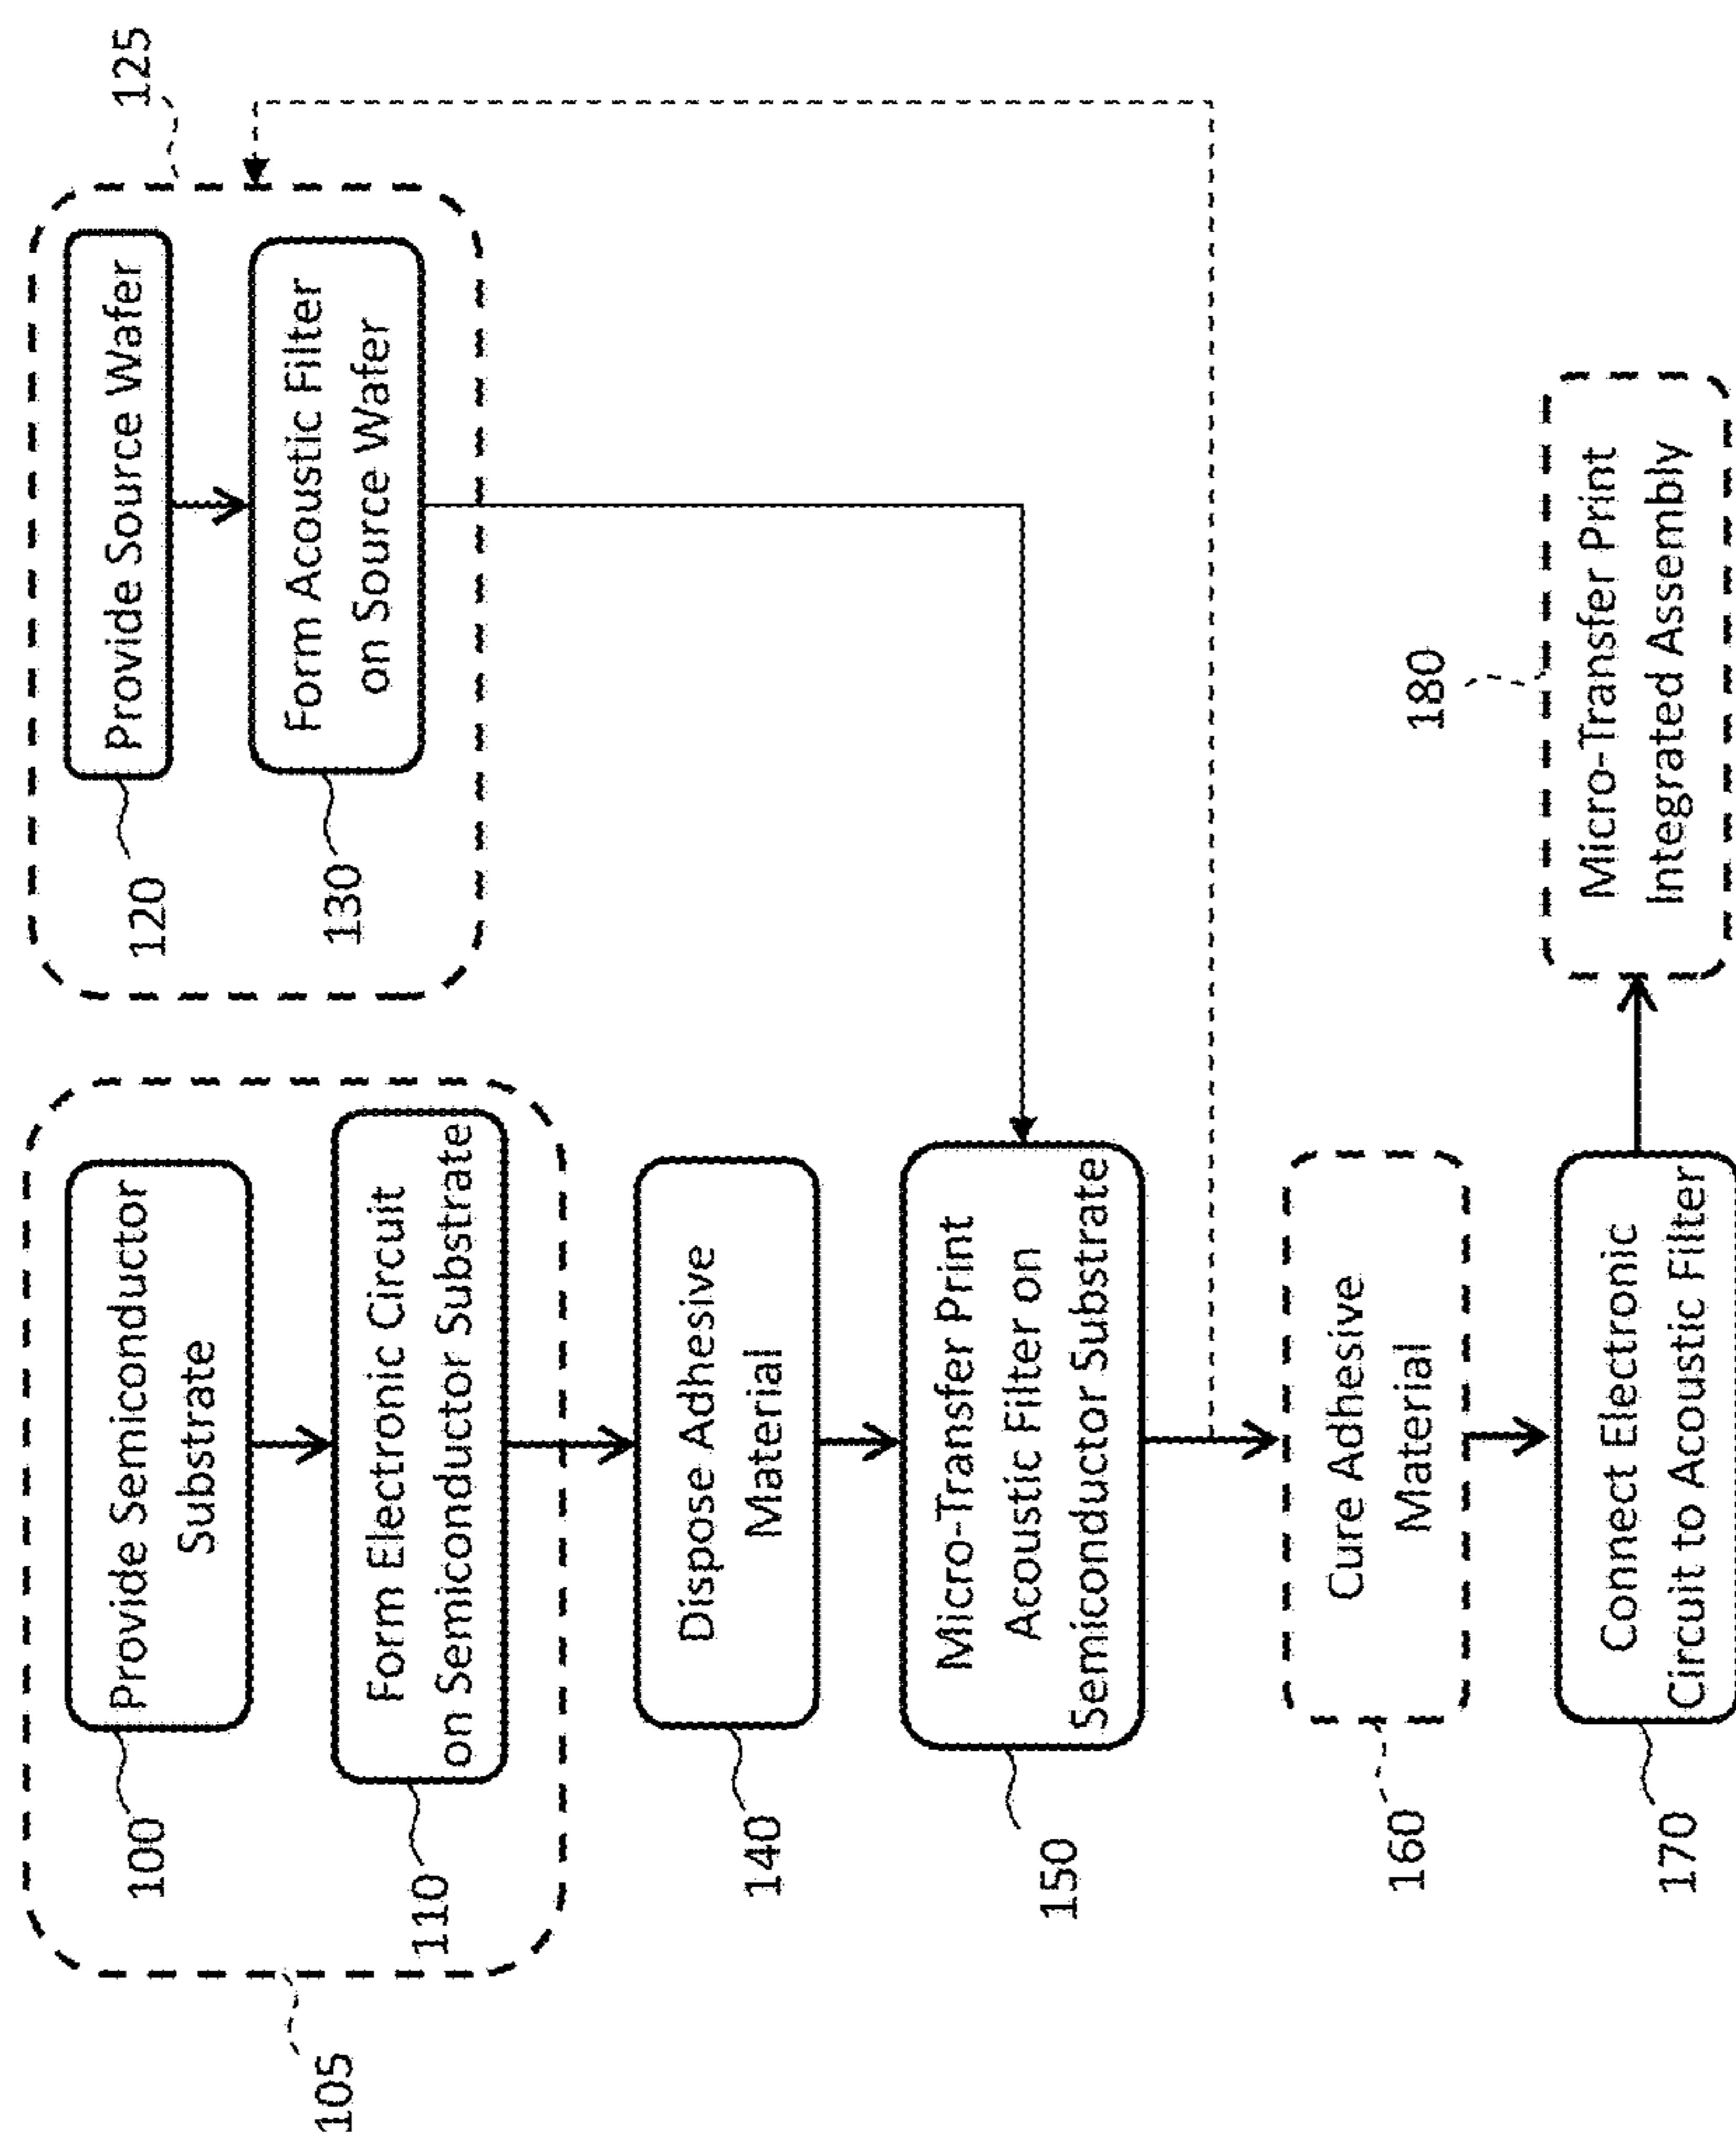 105
100
Provide Semiconductor
Substrate
110
Form Electronic Circuit
on Semiconductor Substrate
125
120
Provide Source Wafer
130
Form Acoustic Filter
on Source Wafer
140
Dispose Adhesive
Material
150
Micro-Transfer Print
Acoustic Filter on
Semiconductor Substrate
160
Cure Adhesive
Material
170
Connect Electronic
Circuit to Acoustic Filter
180
Micro-Transfer Print
Integrated Assembly